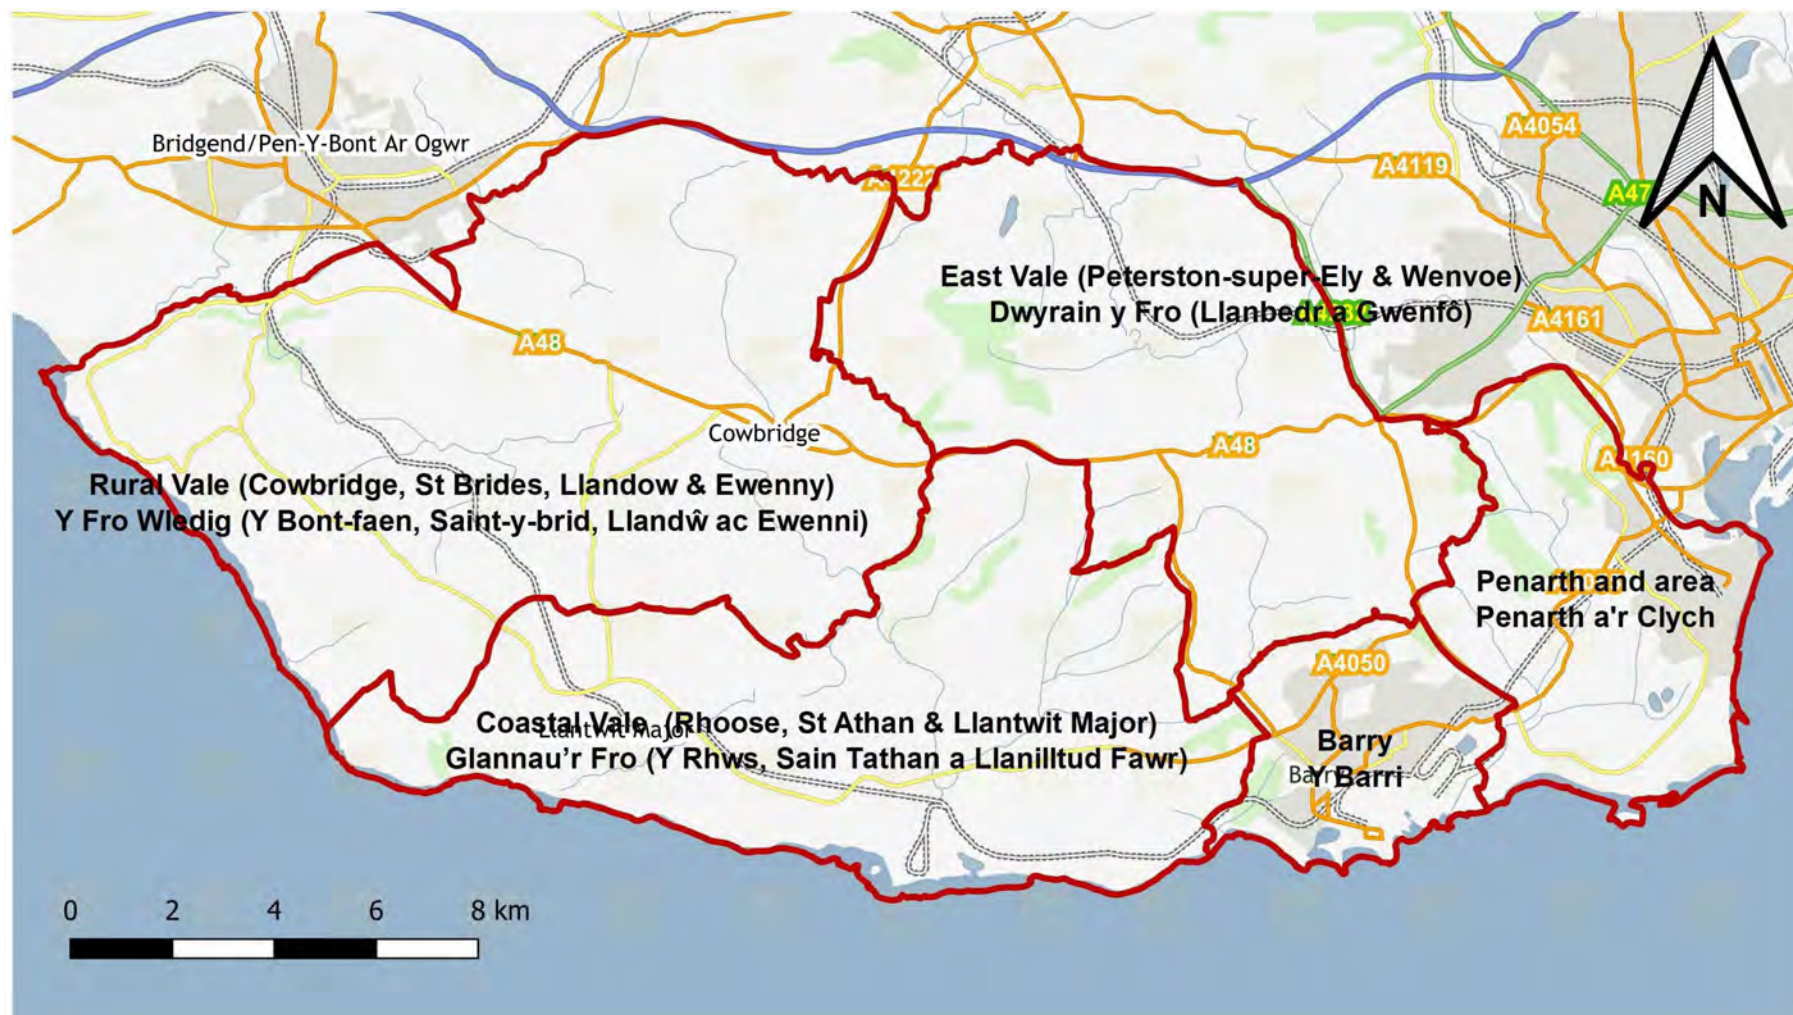 Bridgend/Pen-Y-Bont Ar Ogwr
A4222
A4054
A4119
A47
N
East Vale (Peterston-super-Ely & Wenvoe)
Dwyrain y Fro (Llanbedr a Gwenfô)
A4161
A48
Cowbridge
A48
A4160
Rural Vale (Cowbridge, St Brides, Llandow & Ewenny)
Y Fro Wledig (Y Bont-faen, Saint-y-brid, Llandŵ ac Ewenni)
Penarth and area
Penarth a'r Clych
A4050
Coastal Vale (Rhoose, St Athan & Llantwit Major)
Llantwit Major
Glannau’r Fro (Y Rhws, Sain Tathan a Llanilltud Fawr)
Barry
Y Barri
Barry
0 2 4 6 8 km